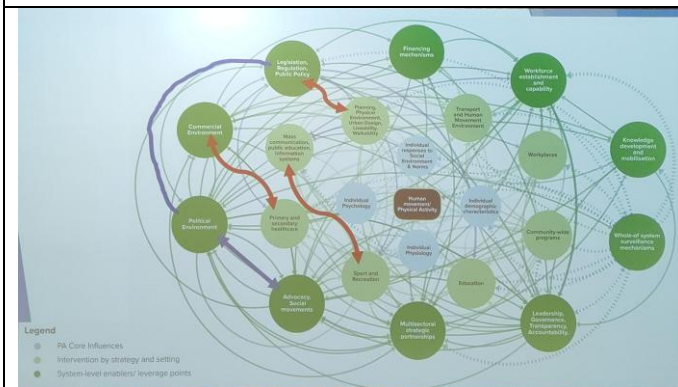 Legislation,
Regulation,
Public Policy
Financing
mechanisms
Workforce
establishment
and
capability
Commercial
Environment
Planning,
Physical
Environment,
Urban Design,
Liveability,
Walkability
Transport
and Human
Movement
Environment
Mass
communication,
public education,
information
systems
Individual
responses to
Social
Environment
& Norms
Workplaces
Knowledge
development
and
mobilisation
Individual
Psychology
Human
movement/
Physical Activity
Individual
demographic
characteristics
Political
Environment
Primary and
secondary
healthcare
Community-wide
programs
Whole-of system
surveillance
mechanisms
Individual
Physiology
Sport and
Recreation
Education
Advocacy,
Social
movements
Multisectoral
strategic
partnerships
Leadership,
Governance,
Transparency,
Accountability.
Legend
PA Core Influences
Intervention by strategy and setting
System-level enablers/ leverage points